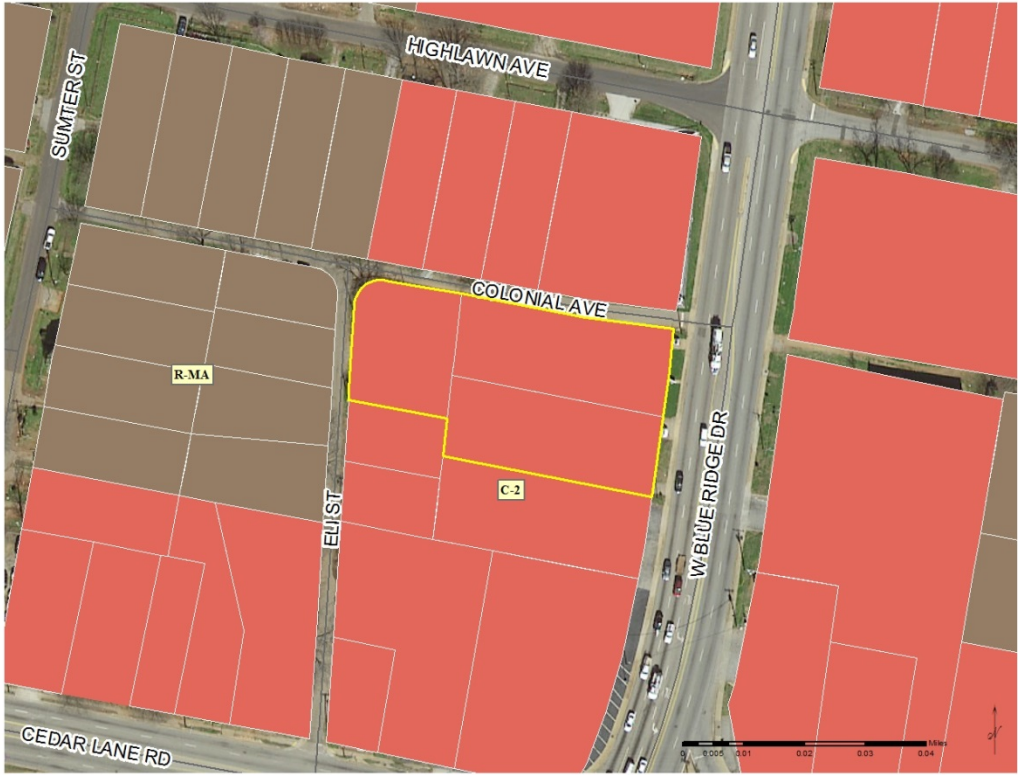 HIGHLAWN AVE
SUMTER ST
COLONIAL AVE
R-MA
W BLUE RIDGE DR
C-2
ELI ST
CEDAR LANE RD
Miles
0 0.005 0.01 0.02 0.03 0.04
N